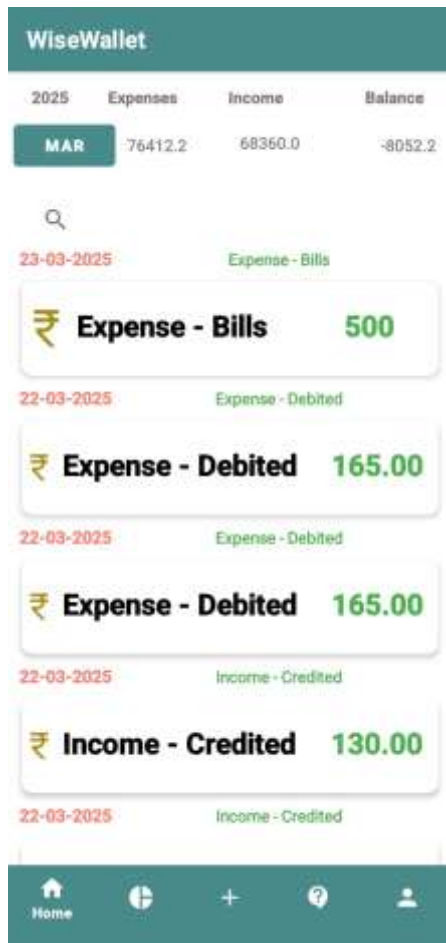 WiseWallet
2025 Expenses Income Balance
MAR 76412.2 68360.0 -8052.2
23-03-2025 Expense - Bills
₹ Expense - Bills 500
22-03-2025 Expense - Debited
₹ Expense - Debited 165.00
22-03-2025 Expense - Debited
₹ Expense - Debited 165.00
22-03-2025 Income - Credited
₹ Income - Credited 130.00
22-03-2025 Income - Credited
Home